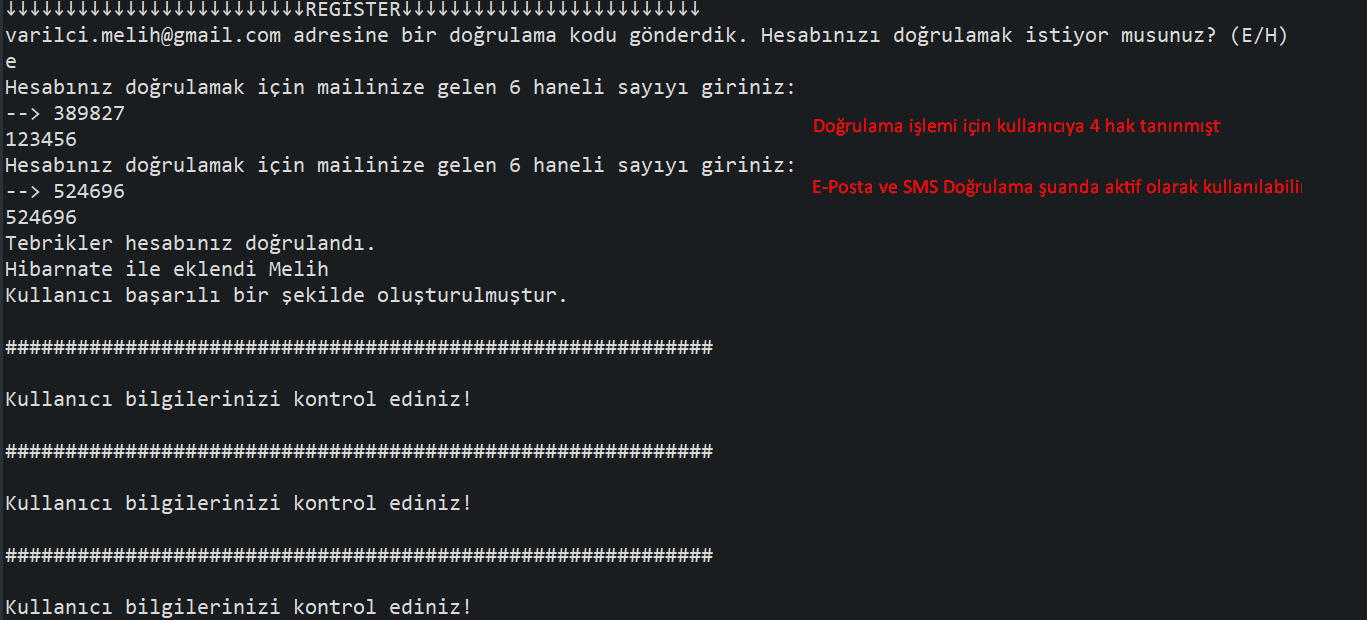 ↓↓↓↓↓↓↓↓↓↓↓↓↓↓↓↓↓↓↓↓↓↓↓↓↓REGİSTER↓↓↓↓↓↓↓↓↓↓↓↓↓↓↓↓↓↓↓↓↓↓↓↓↓
varilci.melih@gmail.com adresine bir doğrulama kodu gönderdik. Hesabınızı doğrulamak istiyor musunuz? (E/H)
e
Hesabınız doğrulamak için mailinize gelen 6 haneli sayıyı giriniz:
--> 389827
Doğrulama işlemi için kullanıcıya 4 hak tanınmışt
123456
Hesabınız doğrulamak için mailinize gelen 6 haneli sayıyı giriniz:
--> 524696
E-Posta ve SMS Doğrulama şuanda aktif olarak kullanılabili
524696
Tebrikler hesabınız doğrulandı.
Hibarnate ile eklendi Melih
Kullanıcı başarılı bir şekilde oluşturulmuştur.
###########################################################
Kullanıcı bilgilerinizi kontrol ediniz!
###########################################################
Kullanıcı bilgilerinizi kontrol ediniz!
###########################################################
Kullanıcı bilgilerinizi kontrol ediniz!